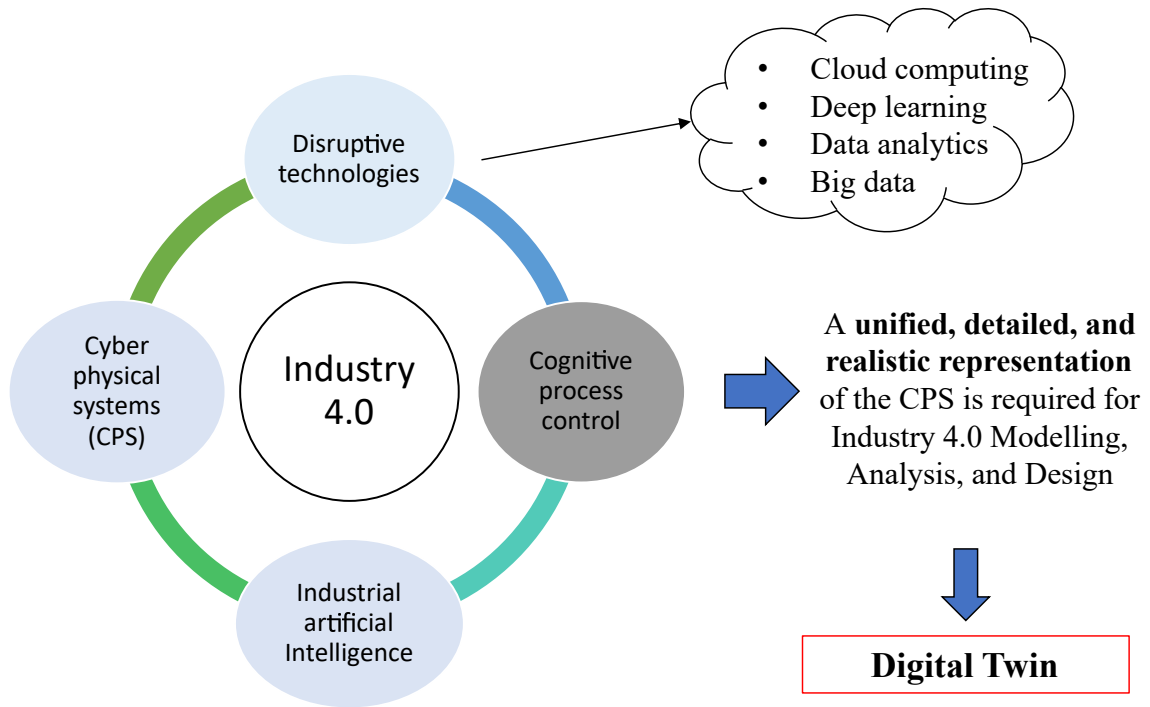 Disruptive
technologies
• Cloud computing
• Deep learning
• Data analytics
• Big data
Cyber
physical
systems
(CPS)
Industry
4.0
Cognitive
process
control
Industrial
artificial
Intelligence
A unified, detailed, and
realistic representation
of the CPS is required for
Industry 4.0 Modelling,
Analysis, and Design
Digital Twin